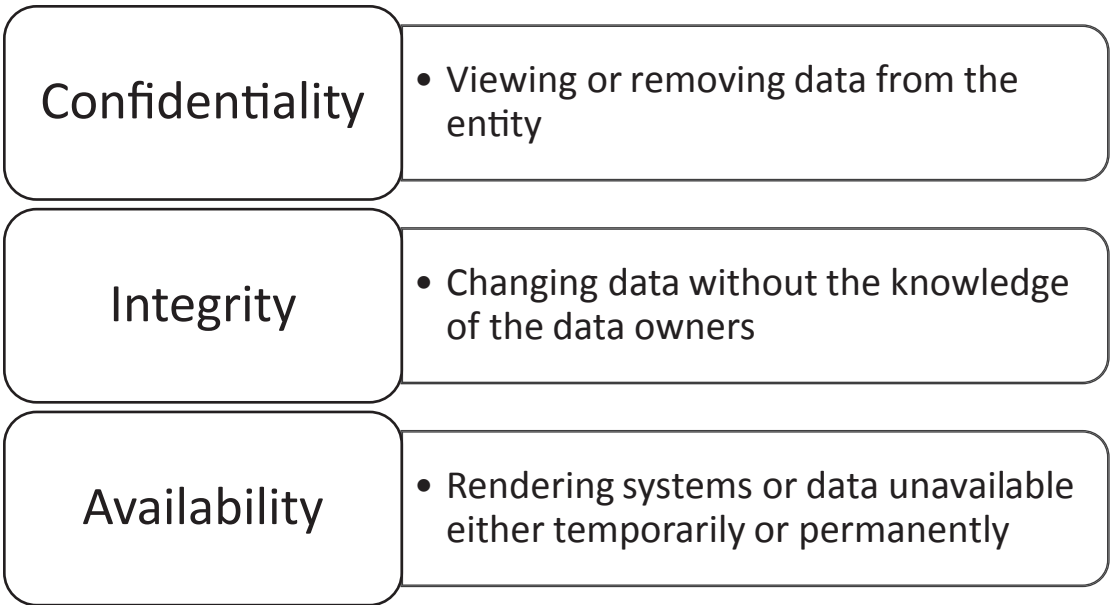 Confidentiality
• Viewing or removing data from the
entity
Integrity
• Changing data without the knowledge
of the data owners
Availability
• Rendering systems or data unavailable
either temporarily or permanently